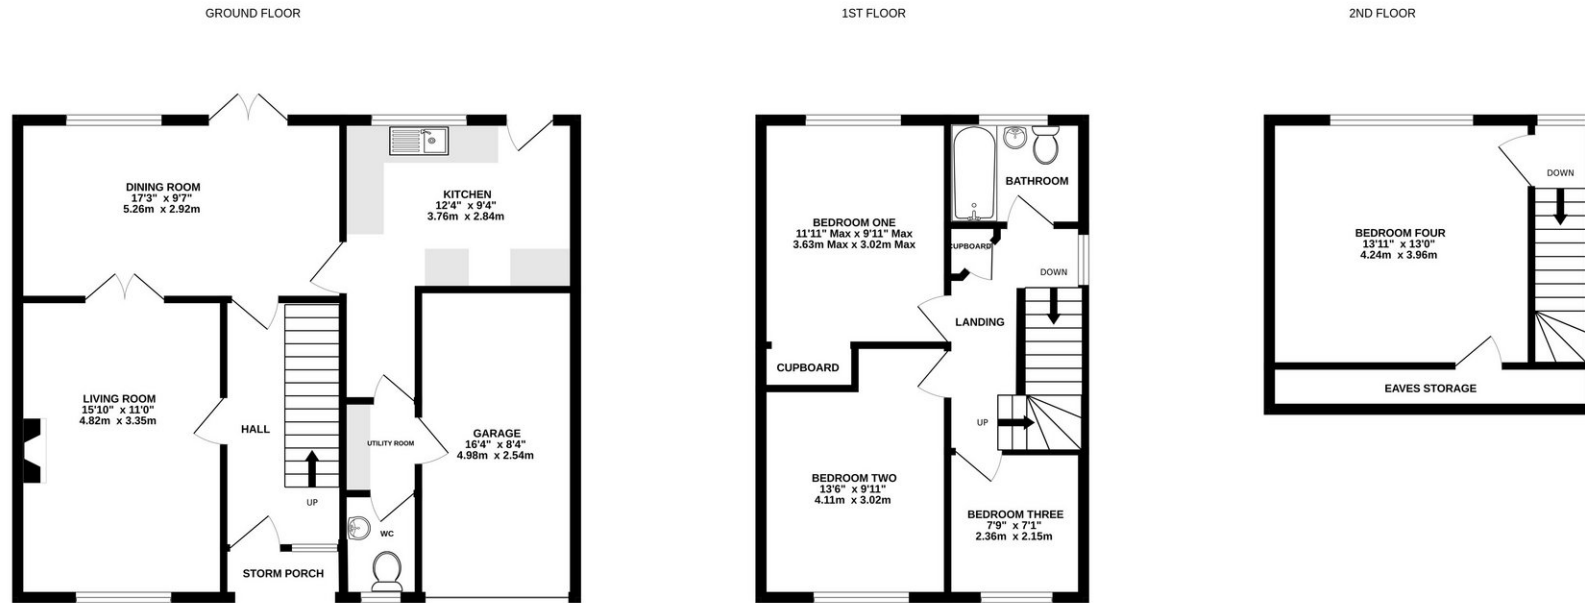 GROUND FLOOR
1ST FLOOR
2ND FLOOR
DINING ROOM
17'3" x 9'7"
5.26m x 2.92m
KITCHEN
12'4" x 9'4"
3.76m x 2.84m
LIVING ROOM
15'10" x 11'0"
4.82m x 3.35m
HALL
UP
STORM PORCH
UTILITY ROOM
WC
GARAGE
16'4" x 8'4"
4.98m x 2.54m
BEDROOM ONE
11'11" Max x 9'11" Max
3.63m Max x 3.02m Max
BATHROOM
CUPBOARD
DOWN
LANDING
CUPBOARD
UP
BEDROOM TWO
13'6" x 9'11"
4.11m x 3.02m
BEDROOM THREE
7'9" x 7'1"
2.36m x 2.15m
DOWN
BEDROOM FOUR
13'11" x 13'0"
4.24m x 3.96m
EAVES STORAGE